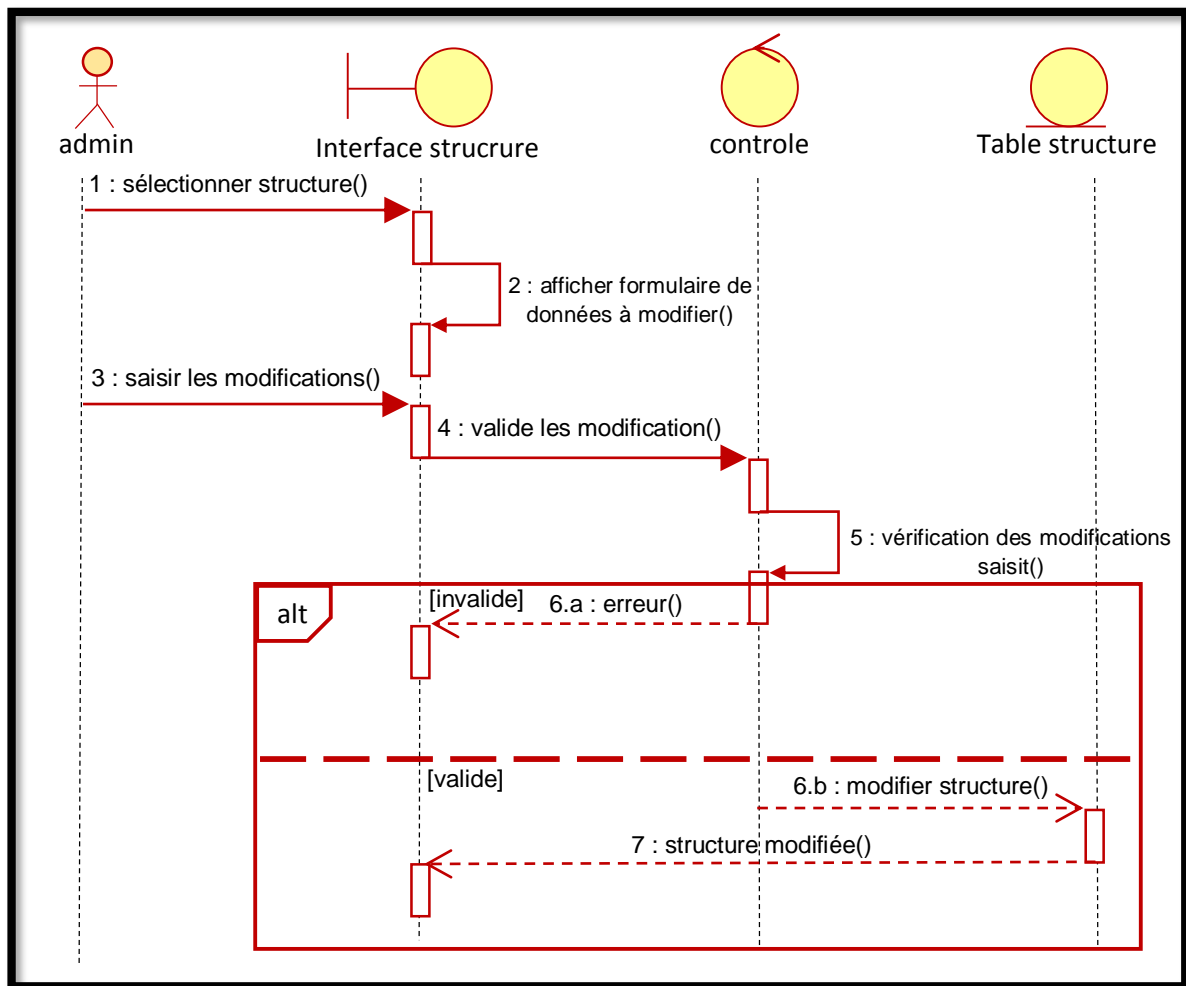 admin
Interface strucrure
controle
Table structure
1 : sélectionner structure()
2 : afficher formulaire de
données à modifier()
3 : saisir les modifications()
4 : valide les modification()
5 : vérification des modifications
saisit()
alt
[invalide]
6.a : erreur()
[valide]
6.b : modifier structure()
7 : structure modifiée()